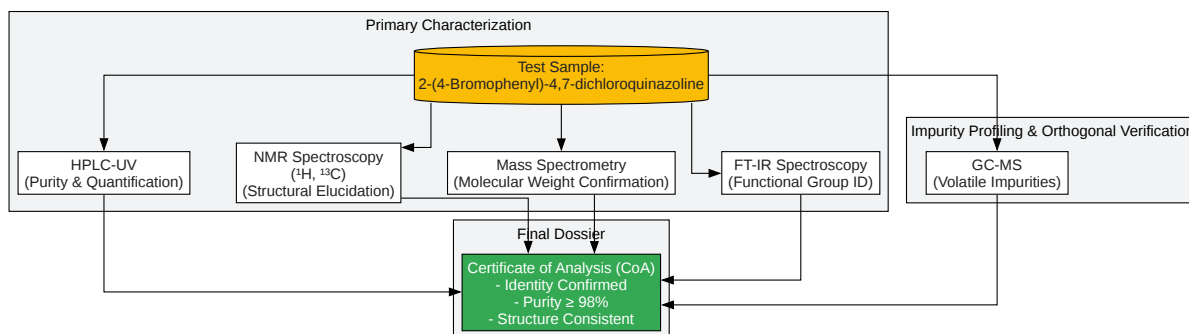 Primary Characterization
Test Sample:
2-(4-Bromophenyl)-4,7-dichloroquinazoline
Impurity Profiling & Orthogonal Verification
HPLC-UV
(Purity & Quantification)
NMR Spectroscopy
(¹H, ¹³C)
(Structural Elucidation)
Mass Spectrometry
(Molecular Weight Confirmation)
FT-IR Spectroscopy
(Functional Group ID)
GC-MS
(Volatile Impurities)
Final Dossier
Certificate of Analysis (CoA)
- Identity Confirmed
- Purity ≥ 98%
- Structure Consistent